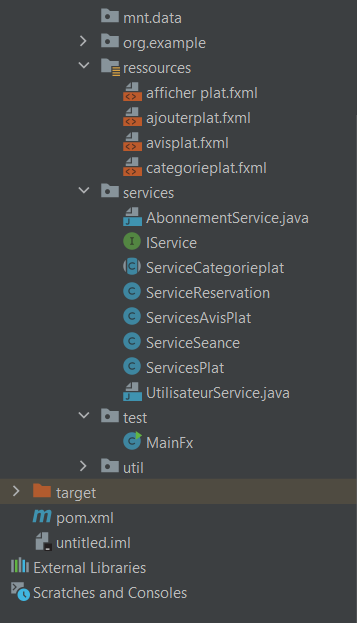 mnt.data
org.example
ressources
afficher plat.fxml
ajouterplat.fxml
avisplat.fxml
categorieplat.fxml
services
AbonnementService.java
IService
ServiceCategorieplat
ServiceReservation
ServicesAvisPlat
ServiceSeance
ServicesPlat
UtilisateurService.java
test
MainFx
util
target
pom.xml
untitled.iml
External Libraries
Scratches and Consoles